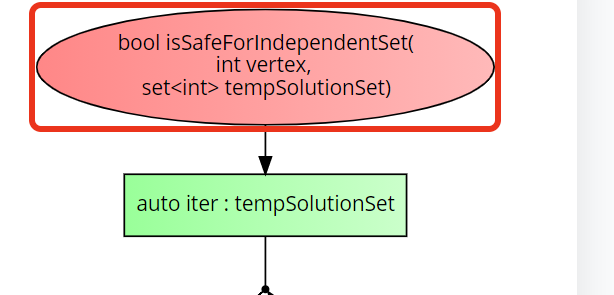 bool isSafeForIndependentSet(
int vertex,
set<int> tempSolutionSet)
auto iter : tempSolutionSet